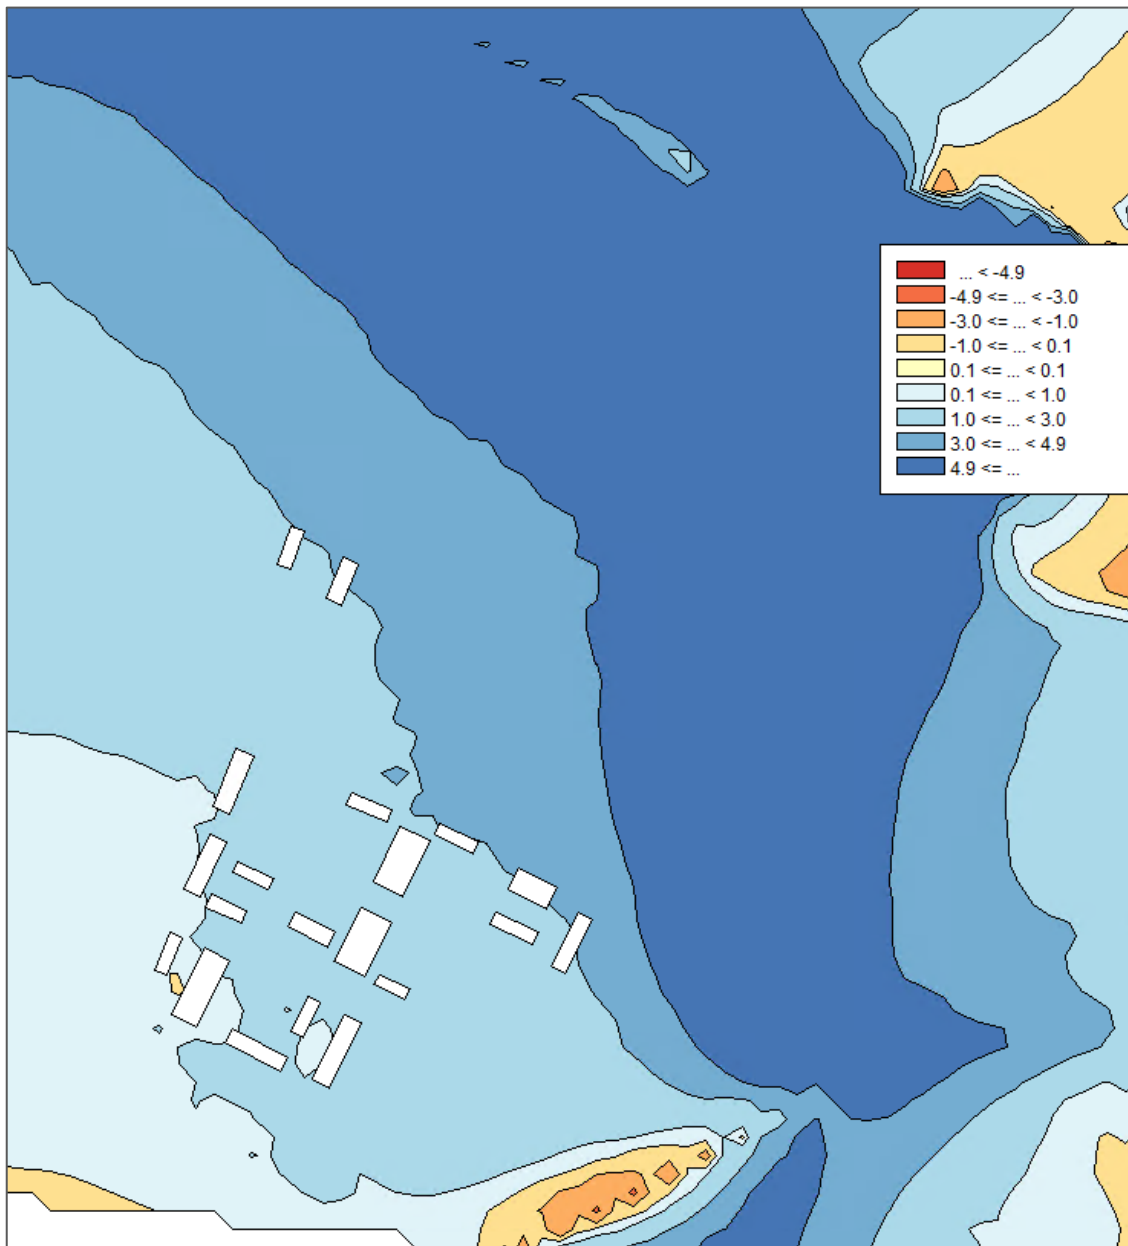 ... < -4.9
-4.9 <= ... < -3.0
-3.0 <= ... < -1.0
-1.0 <= ... < 0.1
0.1 <= ... < 0.1
0.1 <= ... < 1.0
1.0 <= ... < 3.0
3.0 <= ... < 4.9
4.9 <= ...